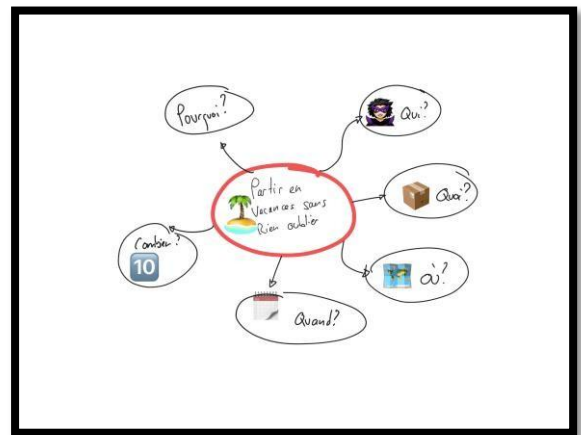 Pourquoi?
Qui?
Partir en
Vacances sans
Rien oublier
Quoi?
Combien?
10
Où?
Quand?